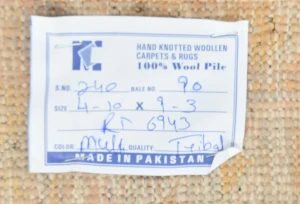 HAND KNOTTED WOOLLEN
CARPETS & RUGS
100% Wool Pile
S.NO. 240 BALE NO. 90
SIZE 4-10 x 9-3
RT 6943
COLOR Multi QUALITY: Tribal
MADE IN PAKISTAN